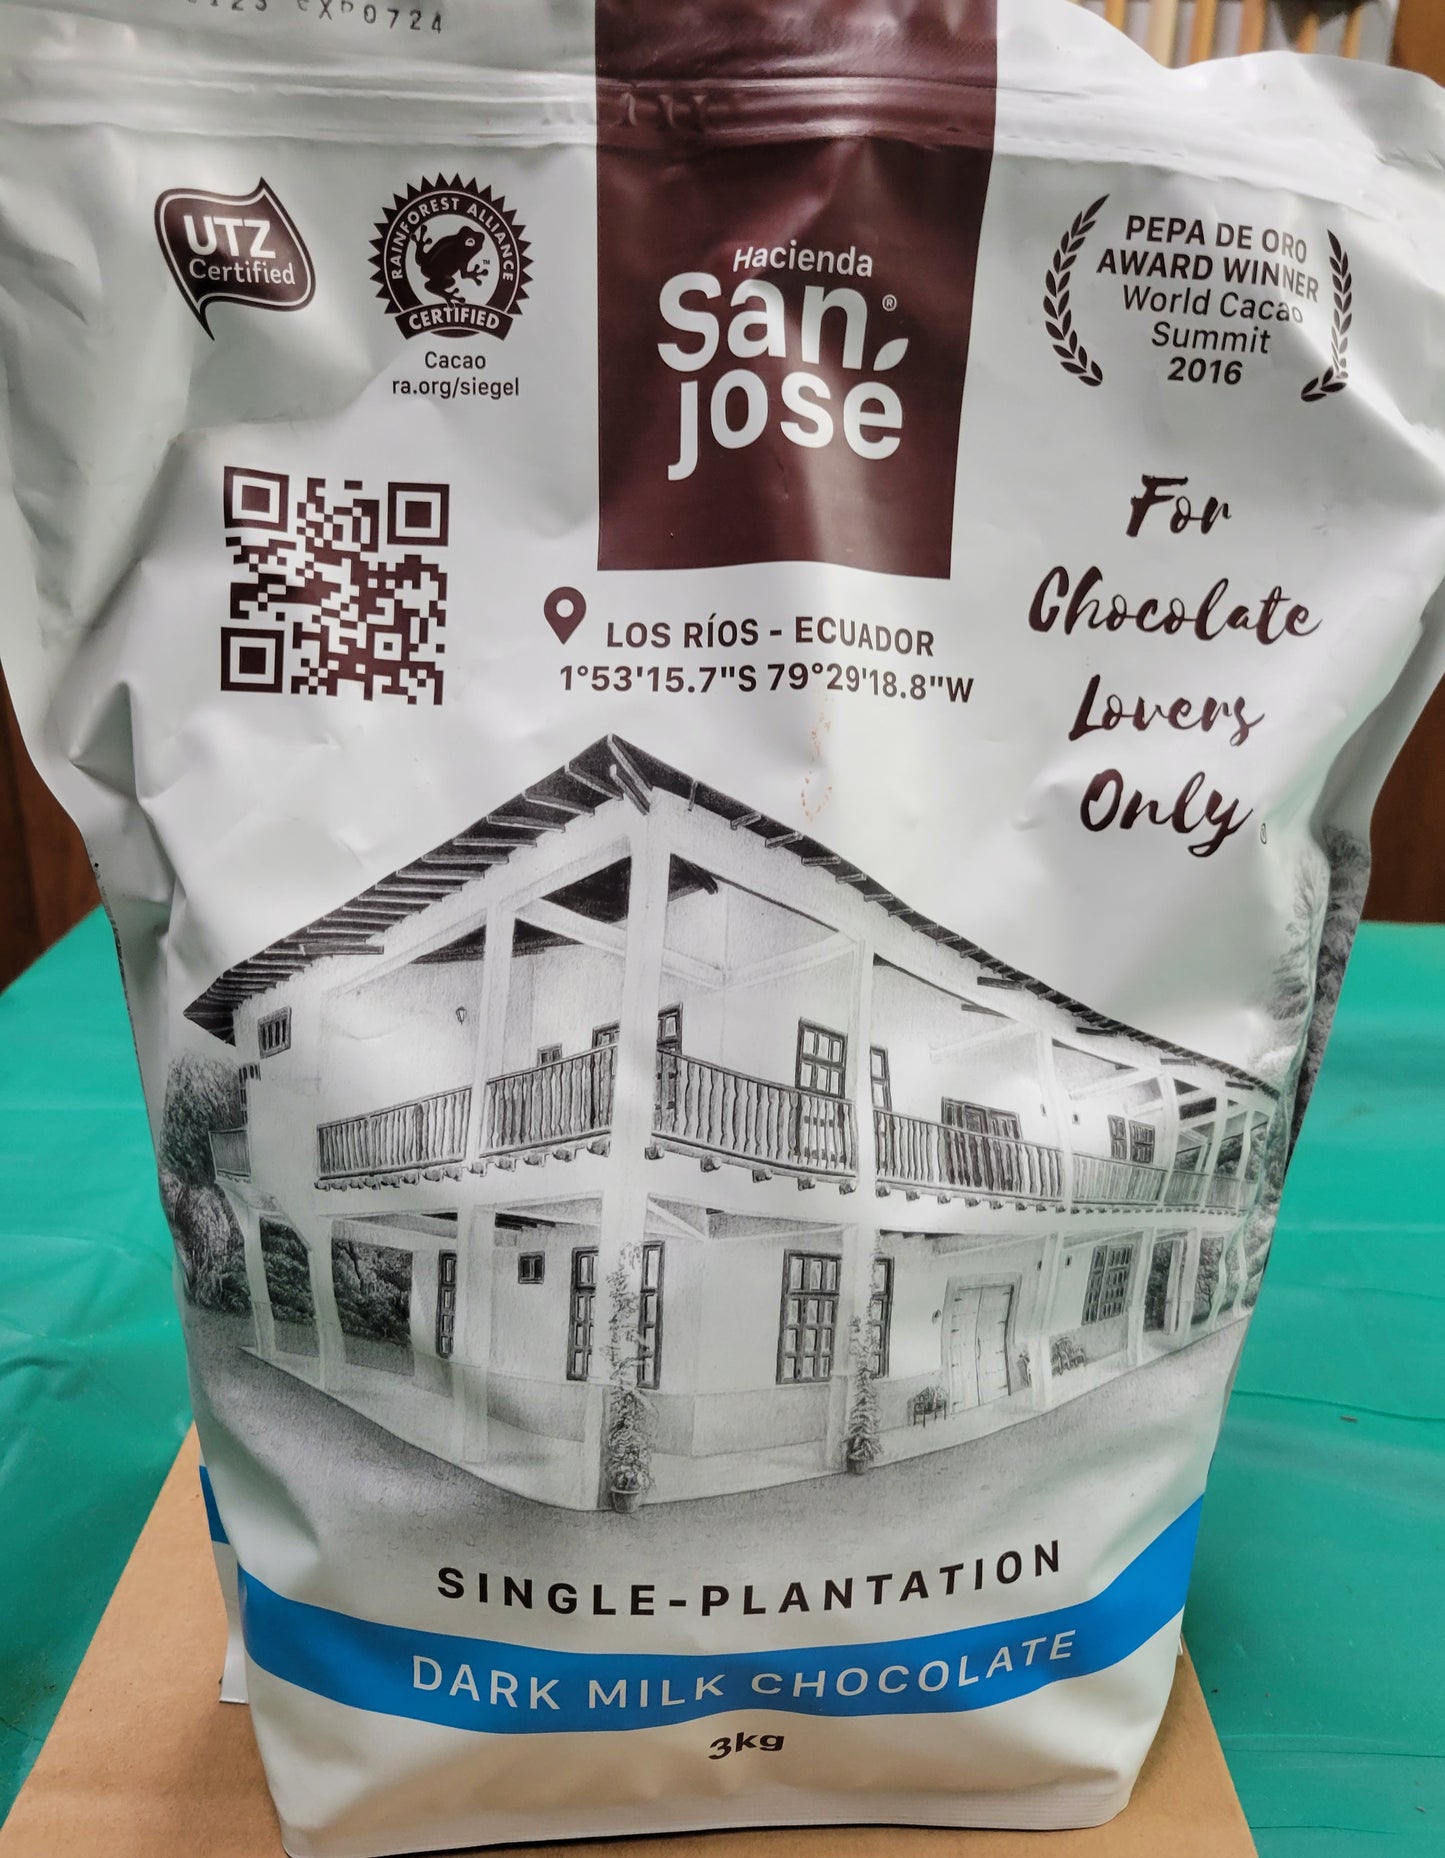 EXP0724
UTZ
Certified
RAINFOREST ALLIANCE
CERTIFIED
Cacao
ra.org/siegel
Hacienda
San®
josé
PEPA DE ORO
AWARD WINNER
World Cacao
Summit
2016
For
Chocolate
Lovers
Only
LOS RÍOS - ECUADOR
1°53'15.7"S 79°29'18.8"W
SINGLE-PLANTATION
DARK MILK CHOCOLATE
3kg